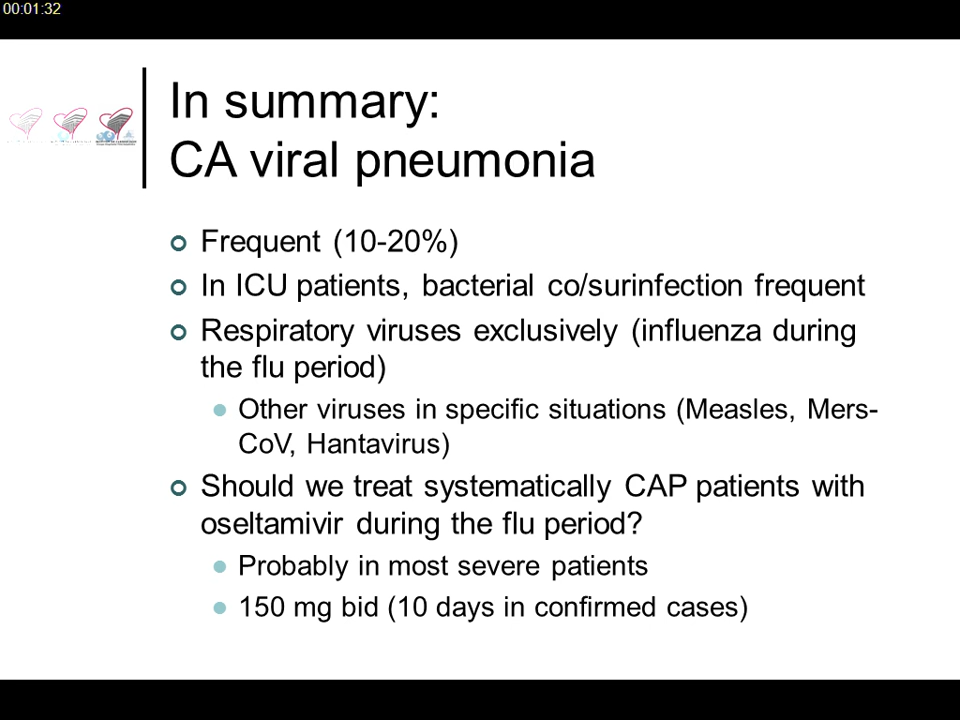 00:01:32
In summary:
CA viral pneumonia
Frequent (10-20%)
In ICU patients, bacterial co/surinfection frequent
Respiratory viruses exclusively (influenza during
the flu period)
Other viruses in specific situations (Measles, Mers-
CoV, Hantavirus)
Should we treat systematically CAP patients with
oseltamivir during the flu period?
Probably in most severe patients
150 mg bid (10 days in confirmed cases)